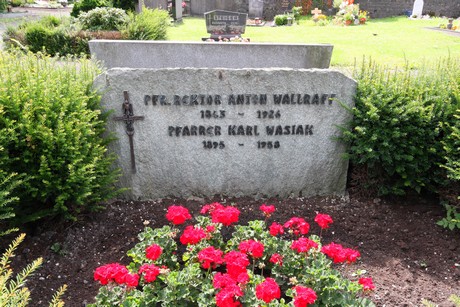 PFR. REKTOR ANTON WALLRAFF
1863 - 1926
PFARRER KARL WASIAK
1895 - 1958